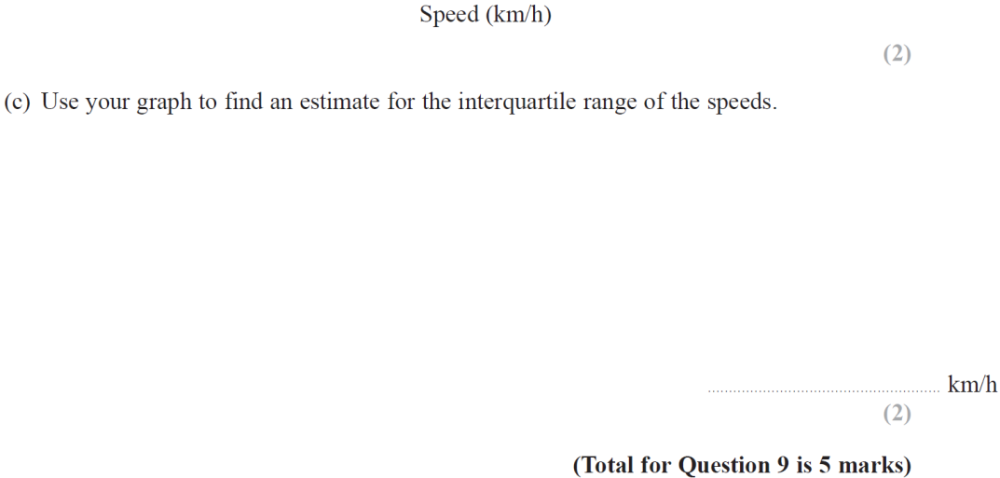 Speed (km/h)
(2)
(c) Use your graph to find an estimate for the interquartile range of the speeds.
........................................................ km/h
(2)
(Total for Question 9 is 5 marks)